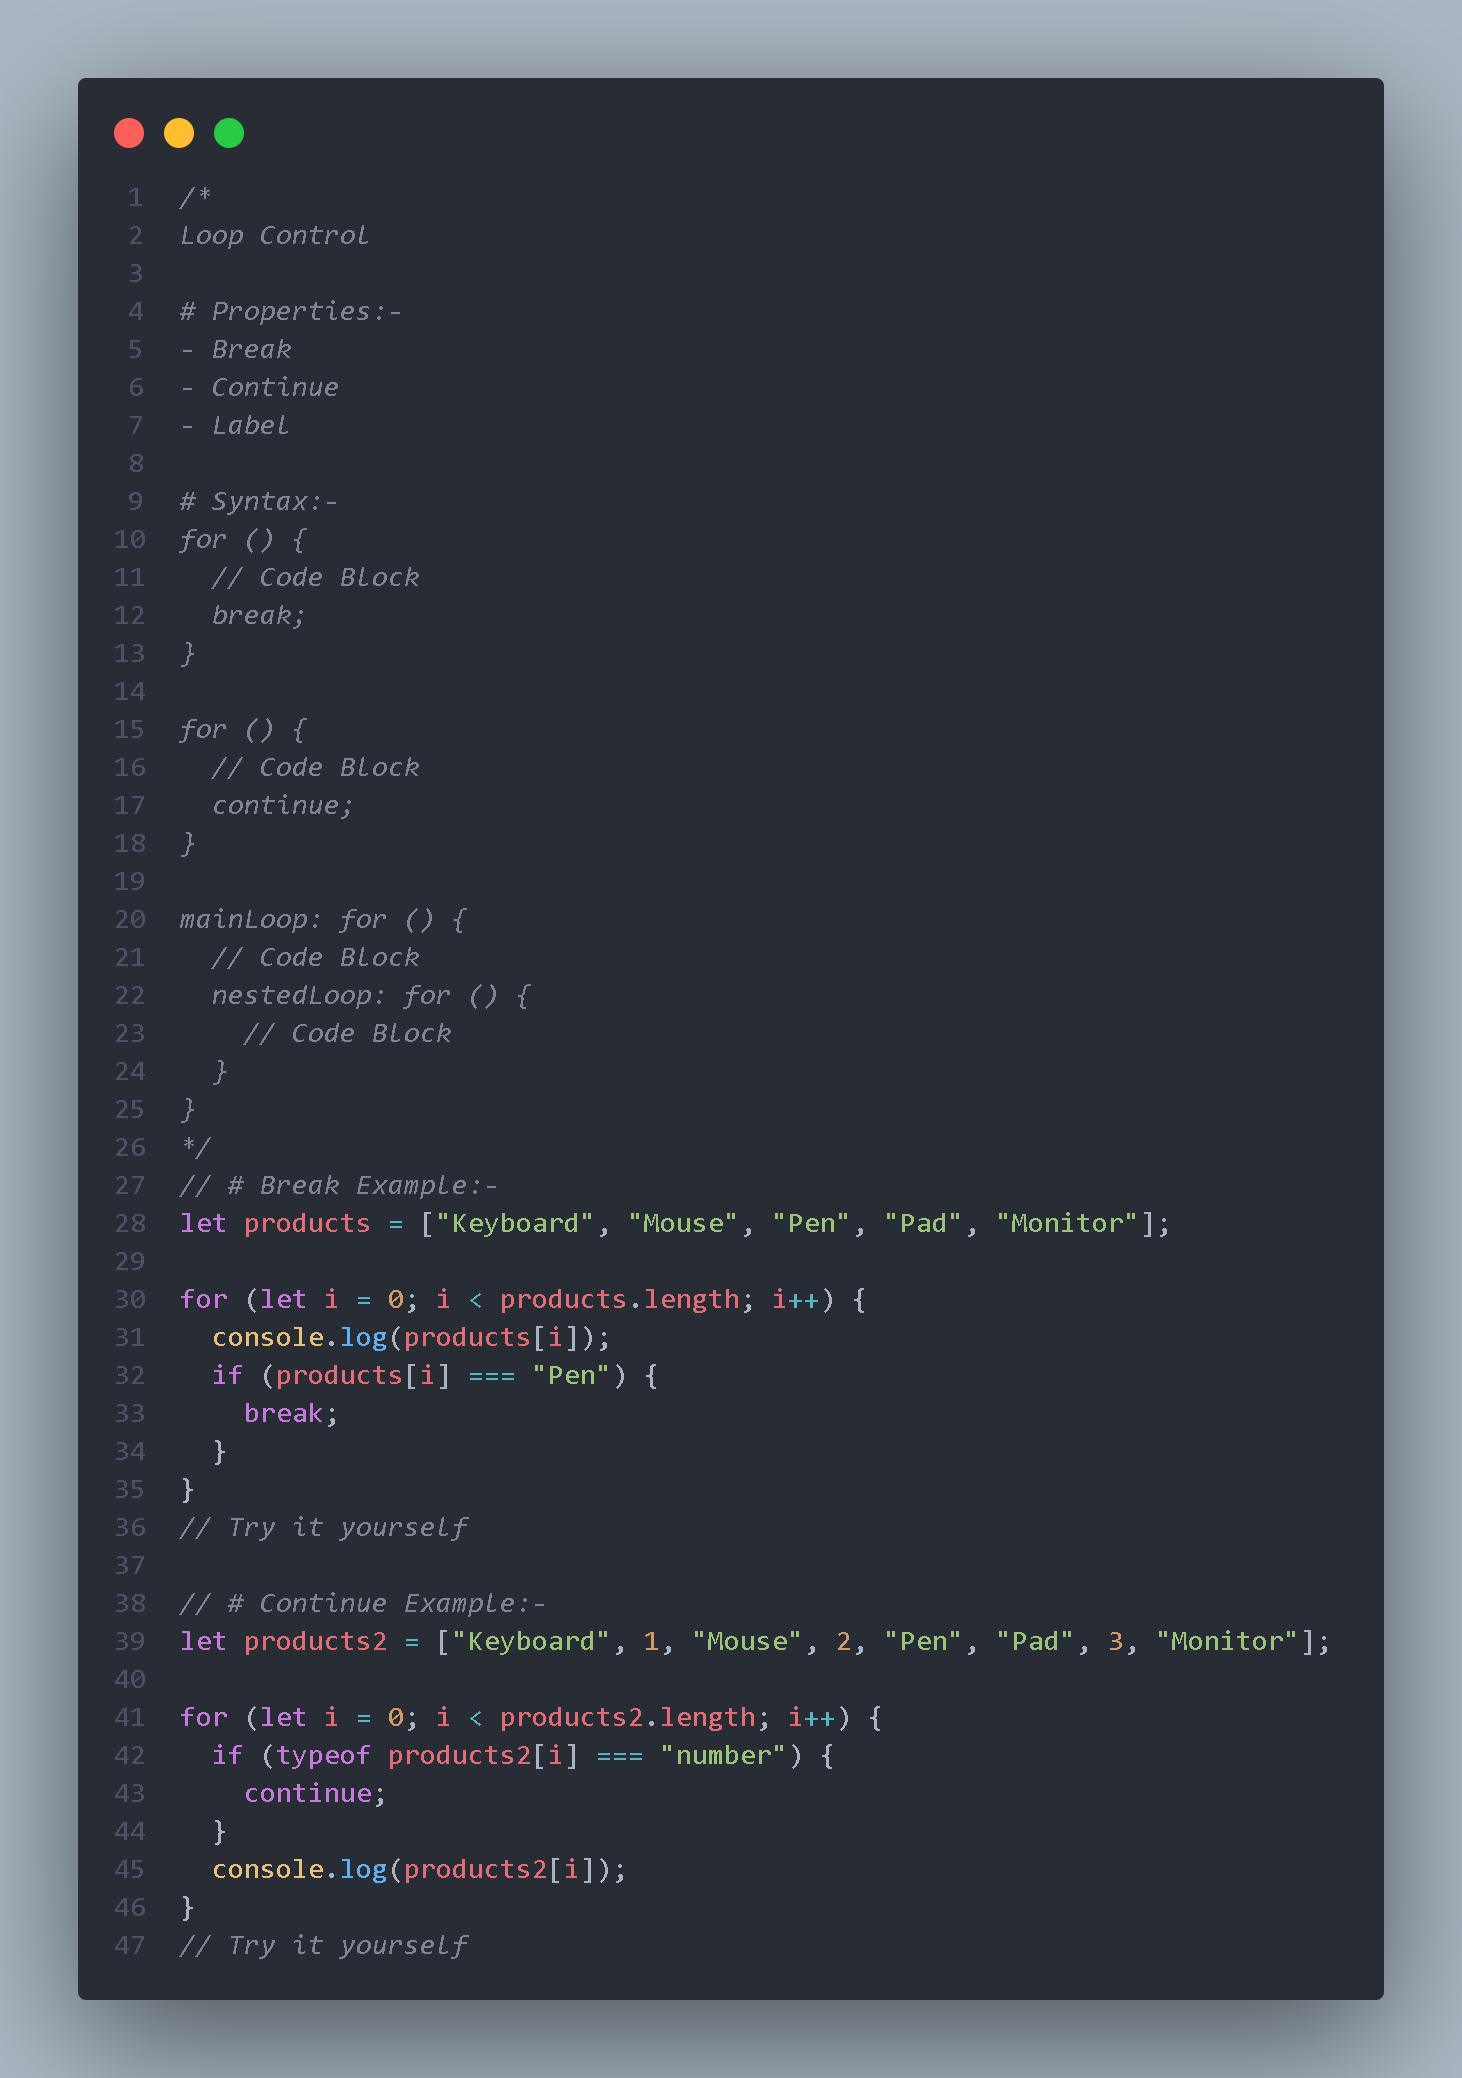 1 /*
2 Loop Control
3
4 # Properties:-
5 - Break
6 - Continue
7 - Label
8
9 # Syntax:-
10 for () {
11   // Code Block
12   break;
13 }
14
15 for () {
16   // Code Block
17   continue;
18 }
19
20 mainLoop: for () {
21   // Code Block
22   nestedLoop: for () {
23     // Code Block
24   }
25 }
26 */
27 // # Break Example:-
28 let products = ["Keyboard", "Mouse", "Pen", "Pad", "Monitor"];
29
30 for (let i = 0; i < products.length; i++) {
31   console.log(products[i]);
32   if (products[i] === "Pen") {
33     break;
34   }
35 }
36 // Try it yourself
37
38 // # Continue Example:-
39 let products2 = ["Keyboard", 1, "Mouse", 2, "Pen", "Pad", 3, "Monitor"];
40
41 for (let i = 0; i < products2.length; i++) {
42   if (typeof products2[i] === "number") {
43     continue;
44   }
45   console.log(products2[i]);
46 }
47 // Try it yourself